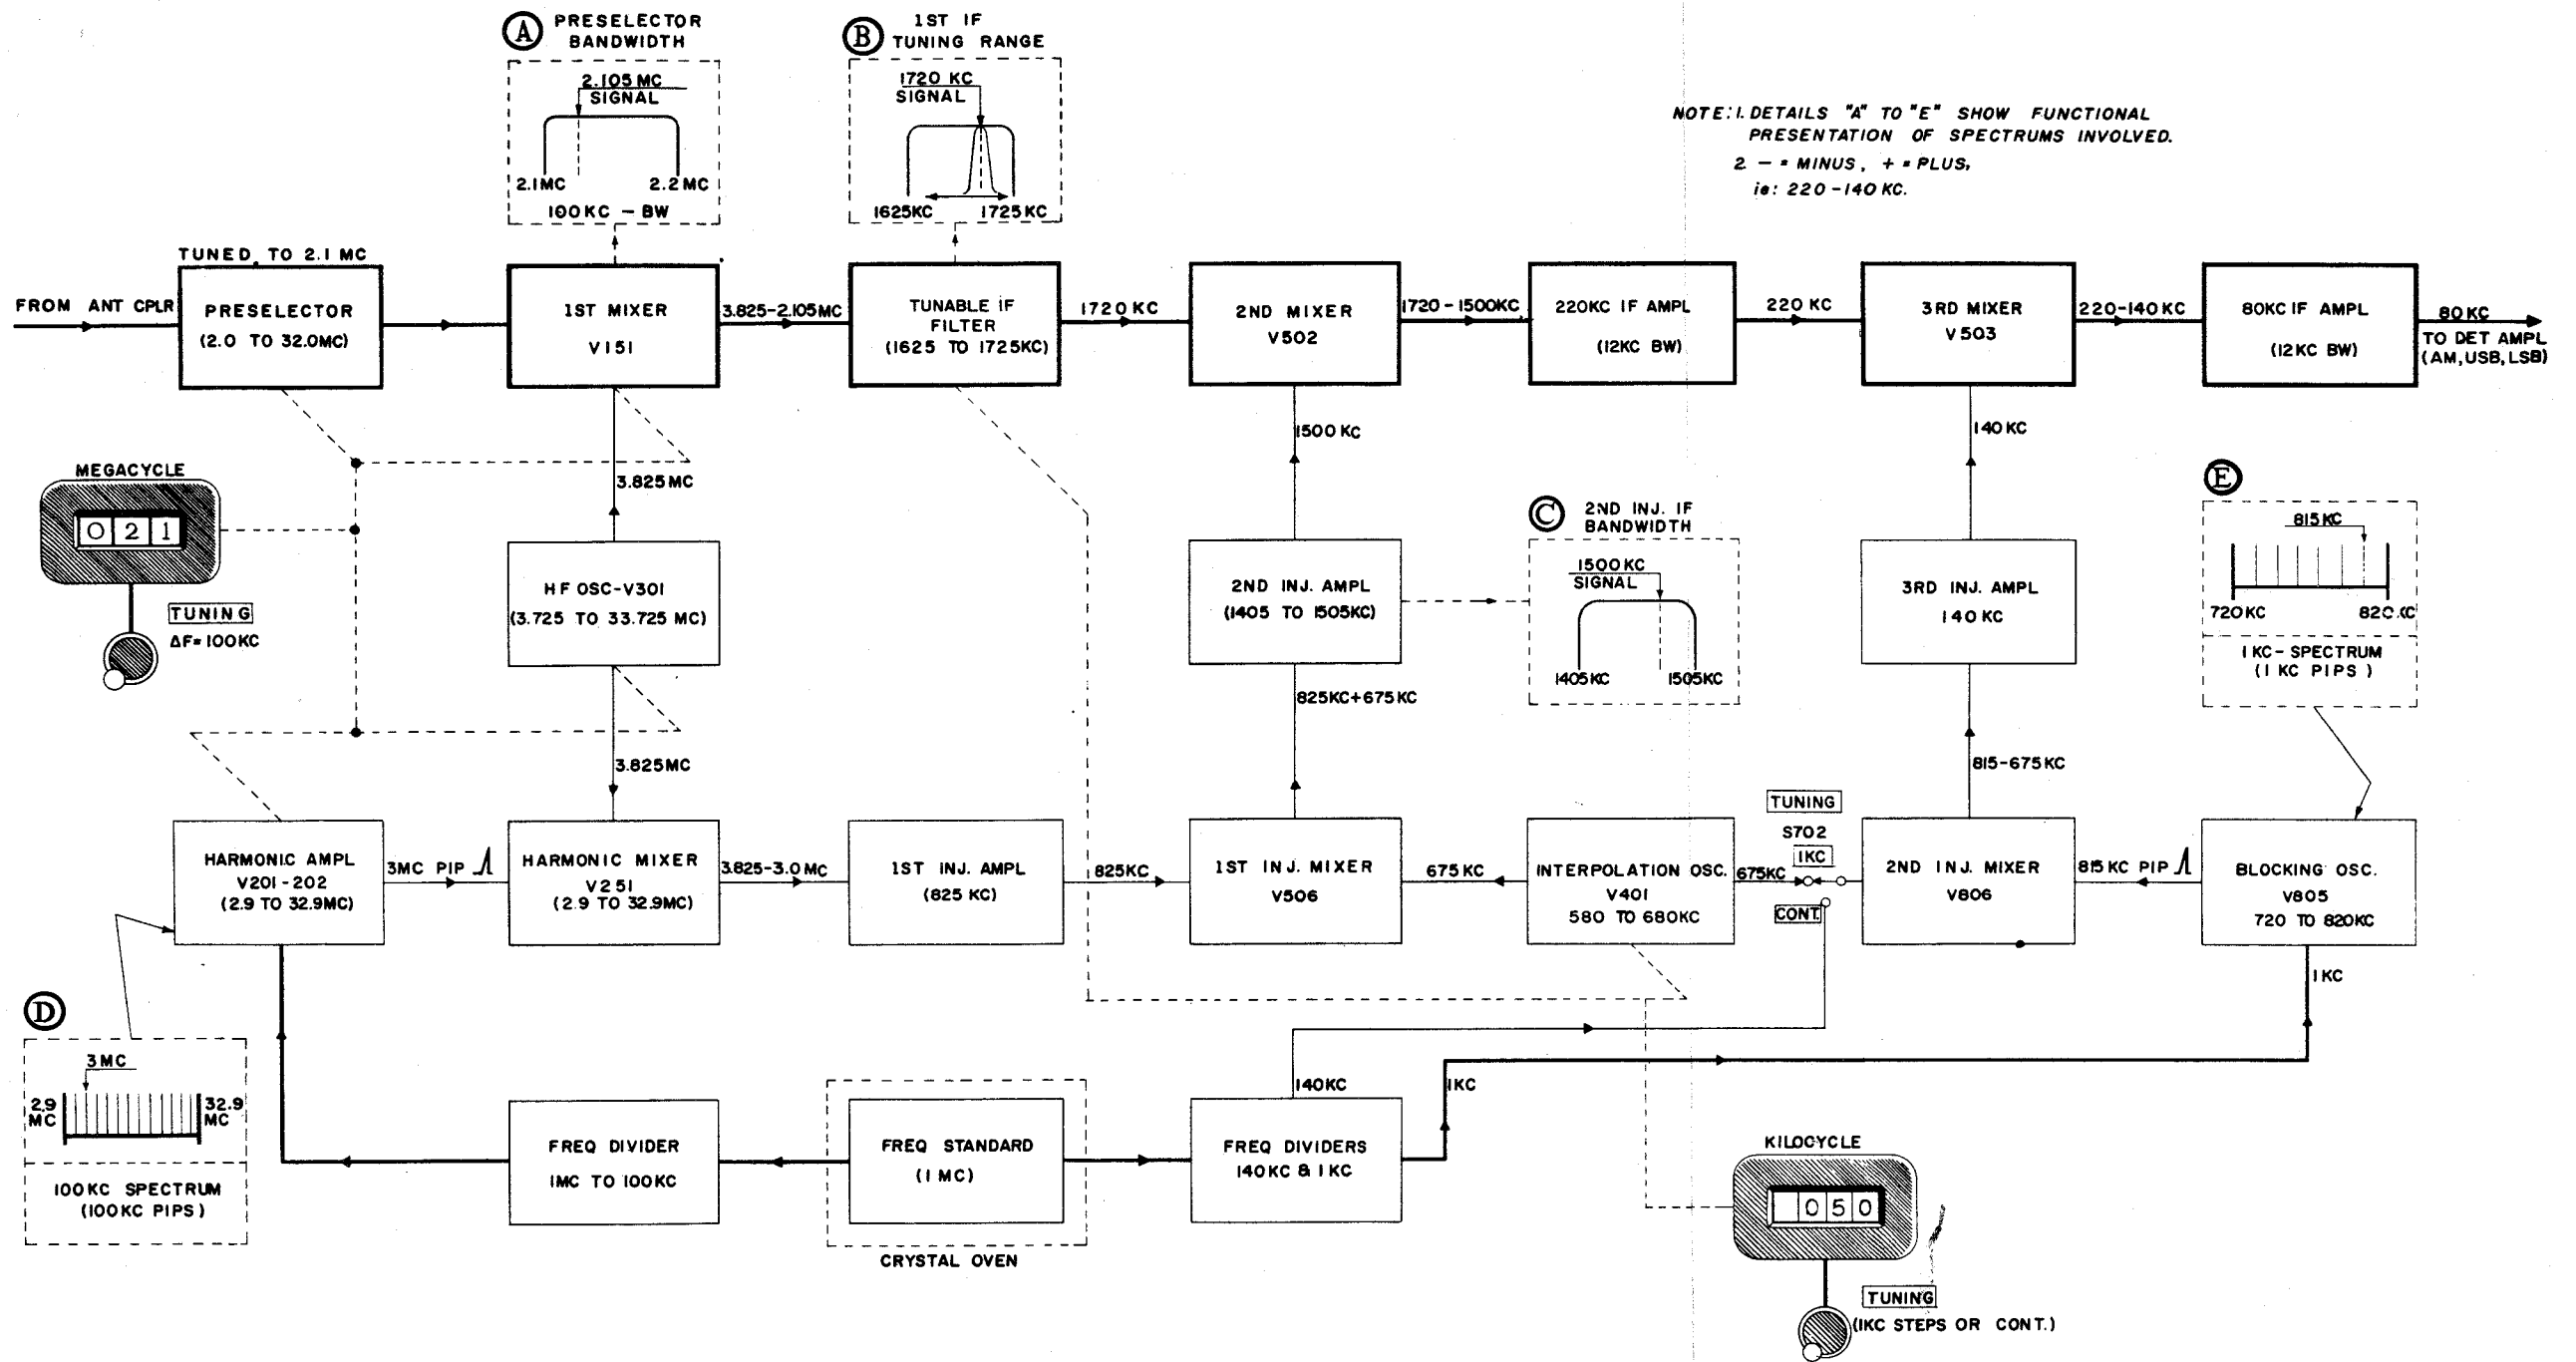 Ⓐ PRESELECTOR
BANDWIDTH
2.105 MC
SIGNAL
2.1MC
2.2MC
100KC - BW
Ⓑ 1ST IF
TUNING RANGE
1720 KC
SIGNAL
1625KC
1725KC
NOTE: 1. DETAILS "A" TO "E" SHOW FUNCTIONAL
PRESENTATION OF SPECTRUMS INVOLVED.
2 - = MINUS, + = PLUS,
ie: 220-140 KC.
FROM ANT CPLR
TUNED TO 2.1 MC
PRESELECTOR
(2.0 TO 32.0MC)
1ST MIXER
V151
3.825-2.105MC
TUNABLE IF
FILTER
(1625 TO 1725KC)
1720 KC
2ND MIXER
V502
1720-1500KC
220KC IF AMPL
(12KC BW)
220 KC
3RD MIXER
V503
220-140KC
80KC IF AMPL
(12KC BW)
80KC
TO DET AMPL
(AM, USB, LSB)
MEGACYCLE
0 2 1
TUNING
ΔF=100KC
3.825 MC
HF OSC-V301
(3.725 TO 33.725 MC)
3.825MC
1500KC
2ND INJ. AMPL
(1405 TO 1505KC)
825KC+675KC
Ⓒ 2ND INJ. IF
BANDWIDTH
1500KC
SIGNAL
1405KC
1505KC
140KC
3RD INJ. AMPL
140 KC
815-675KC
Ⓔ
815KC
720KC
820KC
1KC-SPECTRUM
(1 KC PIPS)
HARMONIC AMPL
V201-202
(2.9 TO 32.9MC)
3MC PIP
HARMONIC MIXER
V251
(2.9 TO 32.9MC)
3.825-3.0 MC
1ST INJ. AMPL
(825 KC)
825KC
1ST INJ. MIXER
V506
675 KC
INTERPOLATION OSC.
V401
580 TO 680KC
675KC
TUNING
S702
1KC
CONT.
2ND INJ. MIXER
V806
815 KC PIP
BLOCKING OSC.
V805
720 TO 820KC
1KC
Ⓓ
3MC
2.9
MC
32.9
MC
100KC SPECTRUM
(100KC PIPS)
FREQ DIVIDER
1MC TO 100KC
FREQ STANDARD
(1 MC)
CRYSTAL OVEN
140KC
FREQ DIVIDERS
140KC & 1KC
1KC
KILOCYCLE
0 5 0
TUNING
(1KC STEPS OR CONT.)